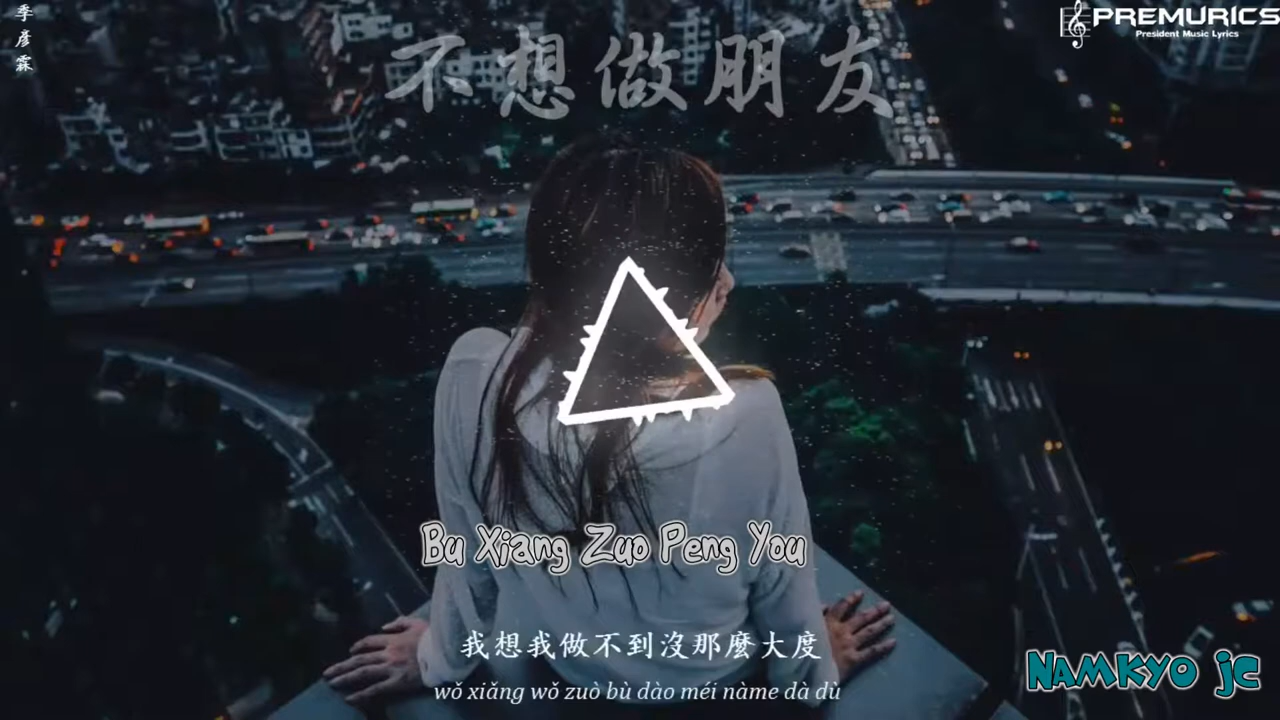 季彦霖
PREMURICS
President Music Lyrics
不想做朋友
Bu Xiang Zuo Peng You
我想我做不到沒那麼大度
wǒ xiǎng wǒ zuò bù dào méi nàme dà dù
Namkyo jc